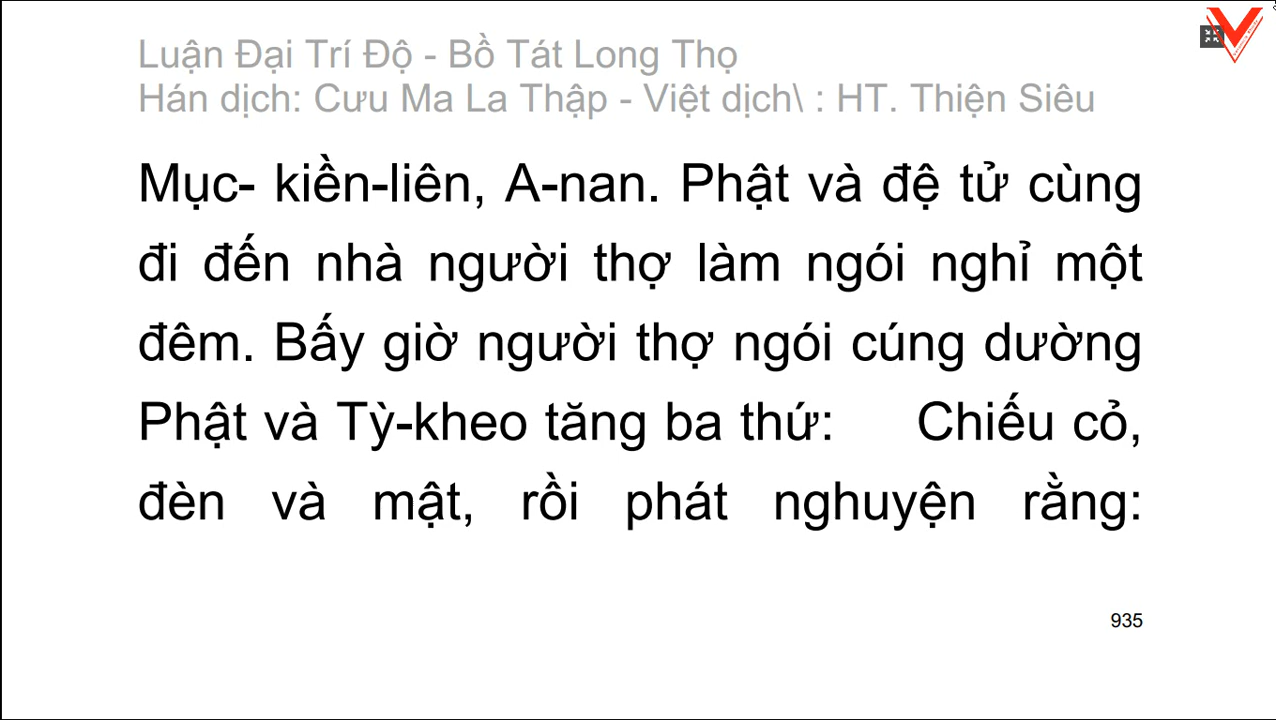 Luận Đại Trí Độ - Bồ Tát Long Thọ
Hán dịch: Cưu Ma La Thập - Việt dịch\ : HT. Thiện Siêu
Mục- kiền-liên, A-nan. Phật và đệ tử cùng
đi đến nhà người thợ làm ngói nghỉ một
đêm. Bấy giờ người thợ ngói cúng dường
Phật và Tỳ-kheo tăng ba thứ: Chiếu cỏ,
đèn và mật, rồi phát nghuyện rằng:
935